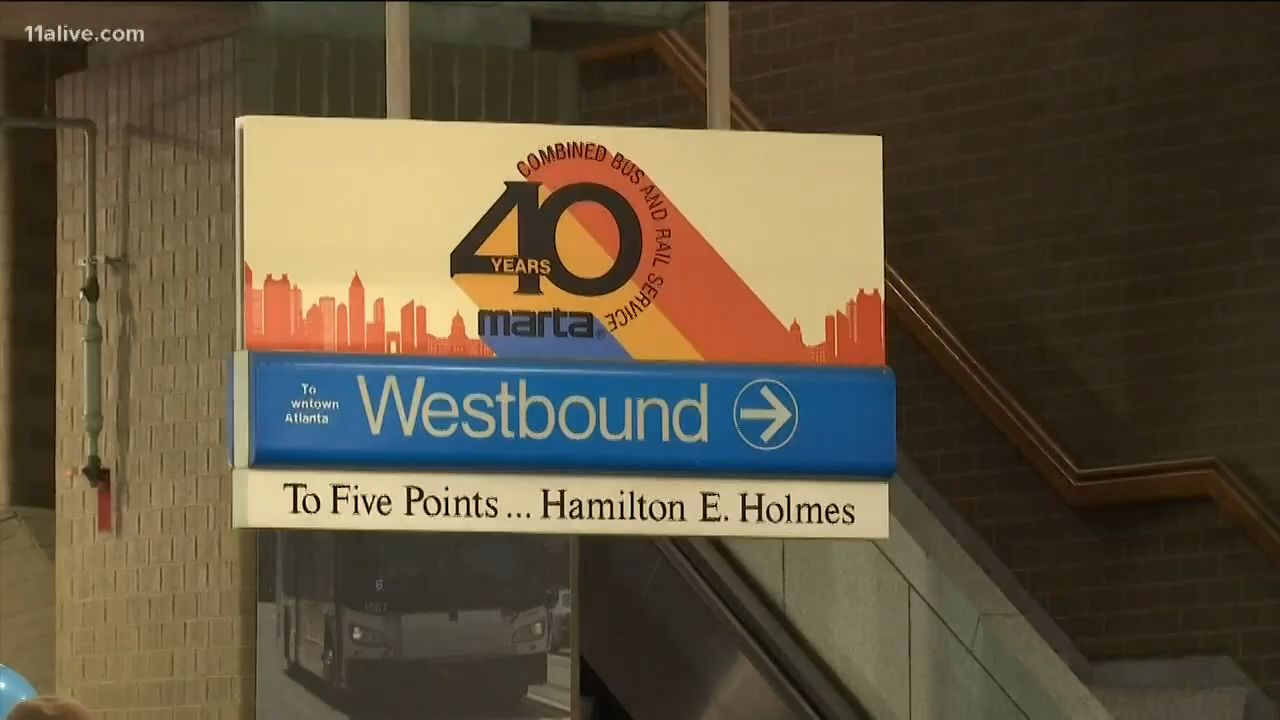 11alive.com
COMBINED BUS AND RAIL SERVICE
40
YEARS
marta®
To
wntown
Atlanta
Westbound
To Five Points... Hamilton E. Holmes
6